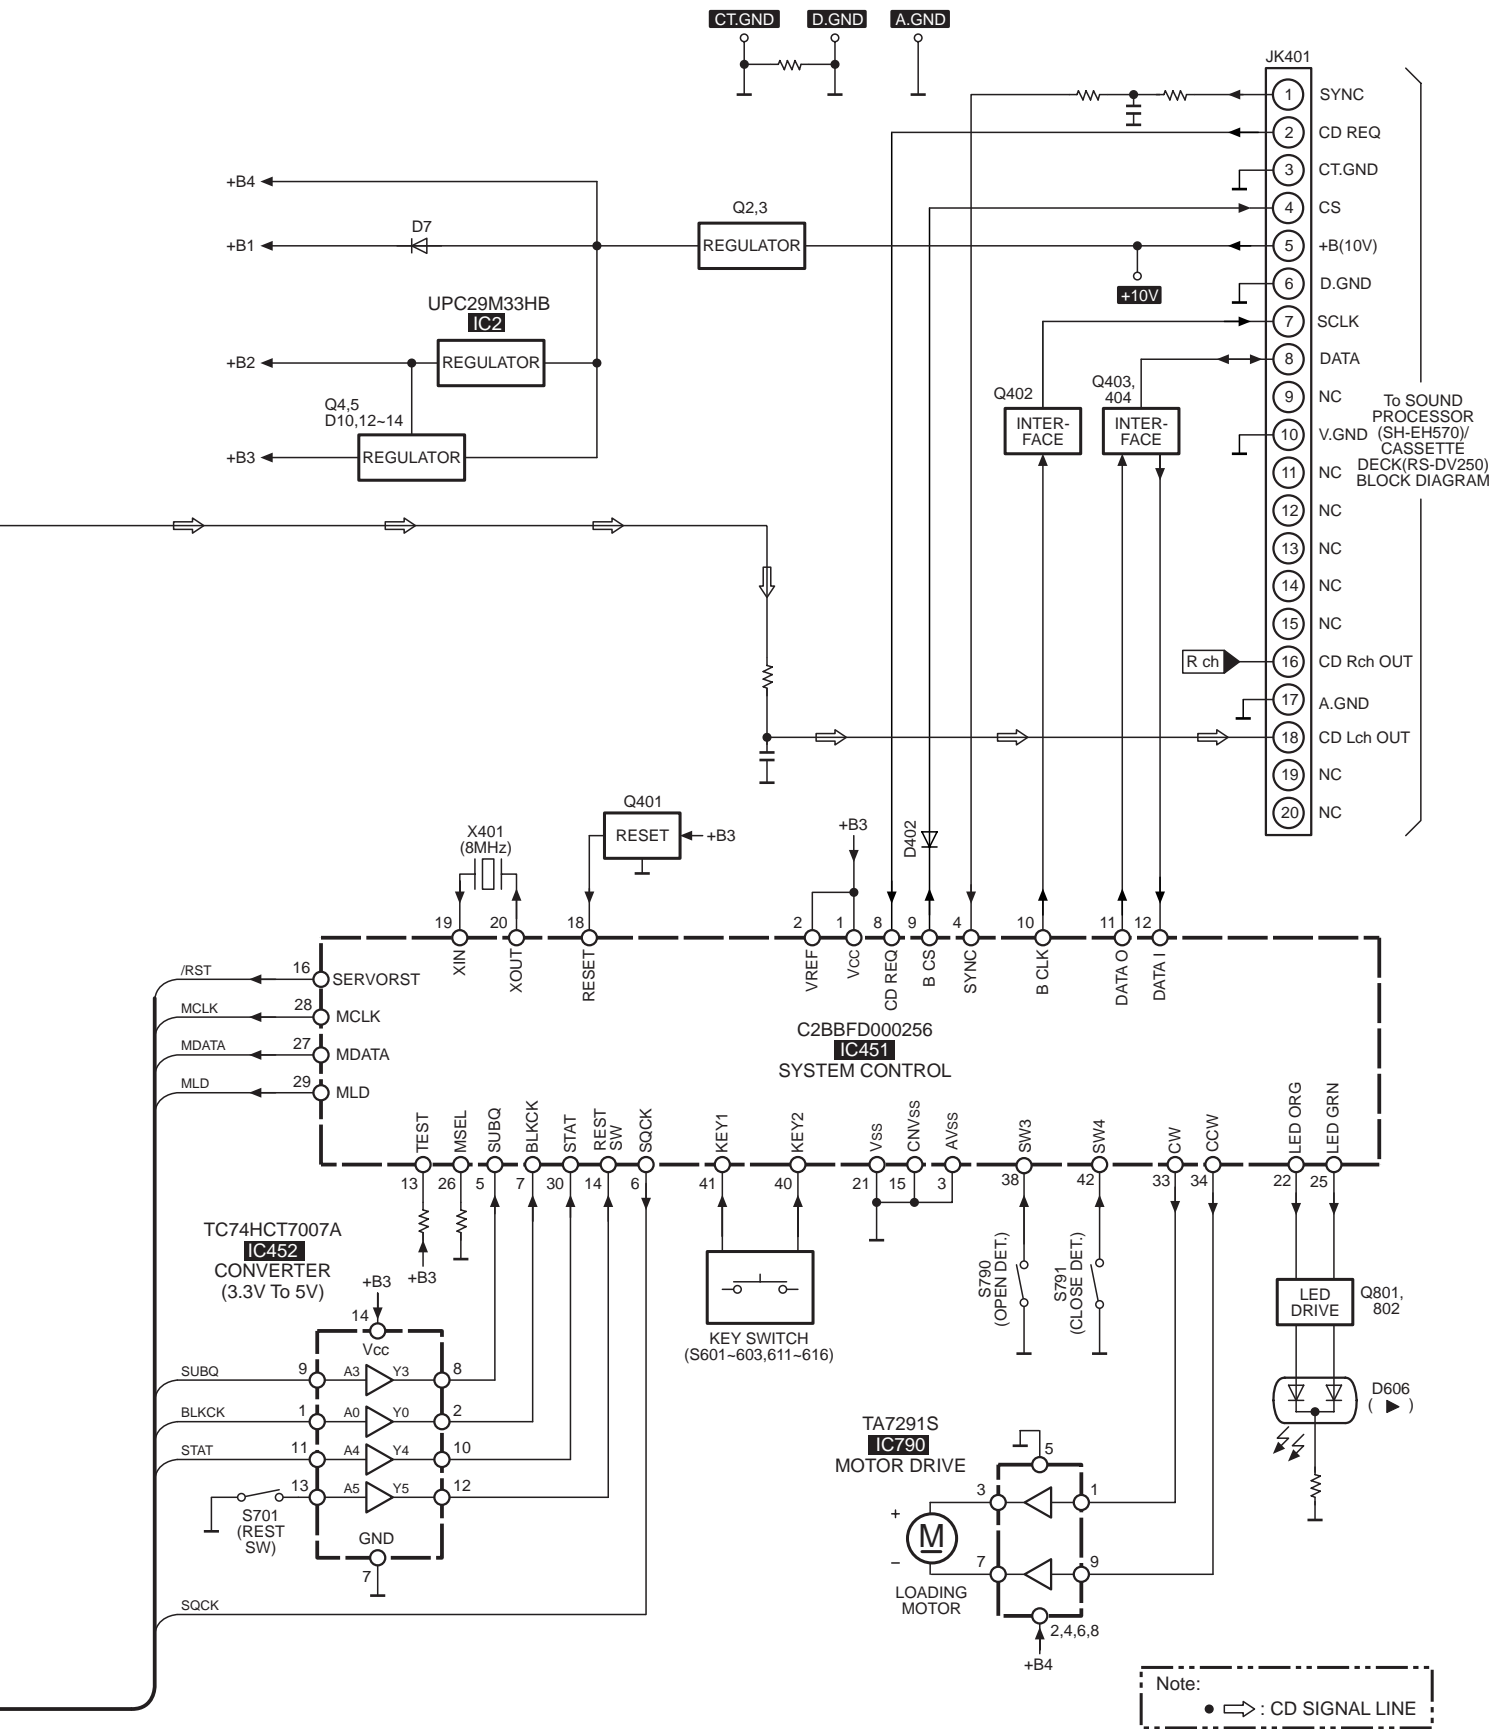 CT.GND D.GND A.GND
JK401
1 SYNC
2 CD REQ
3 CT.GND
4 CS
5 +B(10V)
6 D.GND
7 SCLK
8 DATA
9 NC
10 V.GND
11 NC
12 NC
13 NC
14 NC
15 NC
16 CD Rch OUT
17 A.GND
18 CD Lch OUT
19 NC
20 NC
To SOUND
PROCESSOR
(SH-EH570)/
CASSETTE
DECK(RS-DV250)
BLOCK DIAGRAM
+B4
D7
+B1
Q2,3
REGULATOR
+10V
UPC29M33HB
IC2
+B2
REGULATOR
Q4,5
D10,12~14
+B3
REGULATOR
Q402
INTER-
FACE
Q403,
404
INTER-
FACE
R ch
Q401
RESET
+B3
X401
(8MHz)
+B3
D402
19 20 18 2 1 8 9 4 10 11 12
XIN XOUT RESET VREF Vcc CD REQ B CS SYNC B CLK DATA O DATA I
/RST 16 SERVORST
MCLK 28 MCLK
MDATA 27 MDATA
MLD 29 MLD
C2BBFD000256
IC451
SYSTEM CONTROL
TEST MSEL SUBQ BLKCK STAT REST
SW SQCK KEY1 KEY2 Vss CNVss AVss SW3 SW4 CW CCW LED ORG LED GRN
13 26 5 7 30 14 6 41 40 21 15 3 38 42 33 34 22 25
TC74HCT7007A
IC452
CONVERTER
(3.3V To 5V)
+B3
+B3
14
Vcc
SUBQ 9 A3 Y3 8
BLKCK 1 A0 Y0 2
STAT 11 A4 Y4 10
13 A5 Y5 12
S701
(REST
SW)
GND
7
SQCK
KEY SWITCH
(S601~603,611~616)
S790
(OPEN DET.)
S791
(CLOSE DET.)
LED
DRIVE
Q801,
802
D606
( ▶ )
TA7291S
IC790
MOTOR DRIVE
5
3 1
+
M
−
7 9
LOADING
MOTOR
2,4,6,8
+B4
Note:
● ⇨ : CD SIGNAL LINE